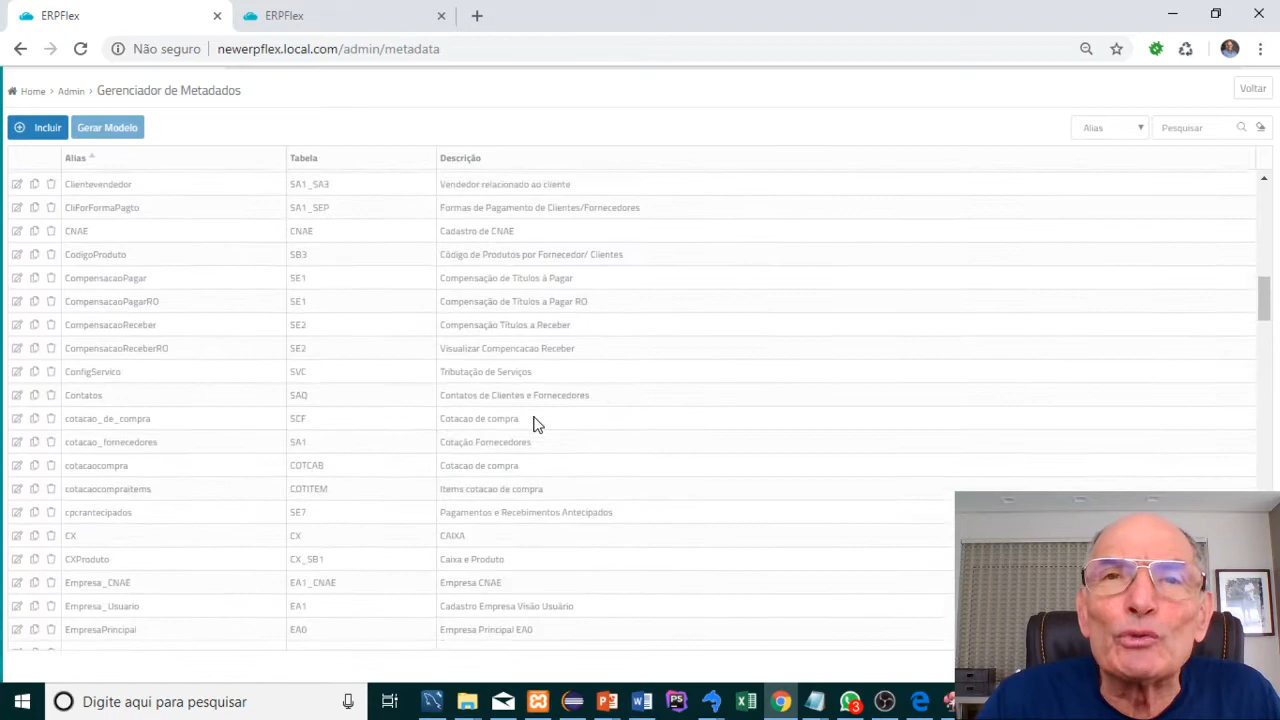 ERPFlex
ERPFlex
Não seguro
newerpflex.local.com/admin/metadata
Home > Admin > Gerenciador de Metadados
Voltar
Incluir
Gerar Modelo
Alias
Pesquisar
Alias Tabela Descrição
Clientevendedor SA1_SA3 Vendedor relacionado ao cliente
CliForFormaPagto SA1_SEP Formas de Pagamento de Clientes/Fornecedores
CNAE CNAE Cadastro de CNAE
CodigoProduto SB3 Código de Produtos por Fornecedor/ Clientes
CompensacaoPagar SE1 Compensação de Títulos à Pagar
CompensacaoPagarRO SE1 Compensação de Títulos a Pagar RO
CompensacaoReceber SE2 Compensação Títulos a Receber
CompensacaoReceberRO SE2 Visualizar Compencacao Receber
ConfigServico SVC Tributação de Serviços
Contatos SAQ Contatos de Clientes e Fornecedores
cotacao_de_compra SCF Cotacao de compra
cotacao_fornecedores SA1 Cotação Fornecedores
cotacaocompra COTCAB Cotacao de compra
cotacaocompraitems COTITEM Items cotacao de compra
cpcrantecipados SE7 Pagamentos e Recebimentos Antecipados
CX CX CAIXA
CXProduto CX_SB1 Caixa e Produto
Empresa_CNAE EA1_CNAE Empresa CNAE
Empresa_Usuario EA1 Cadastro Empresa Visão Usuário
EmpresaPrincipal EA0 Empresa Principal EA0
Digite aqui para pesquisar
3